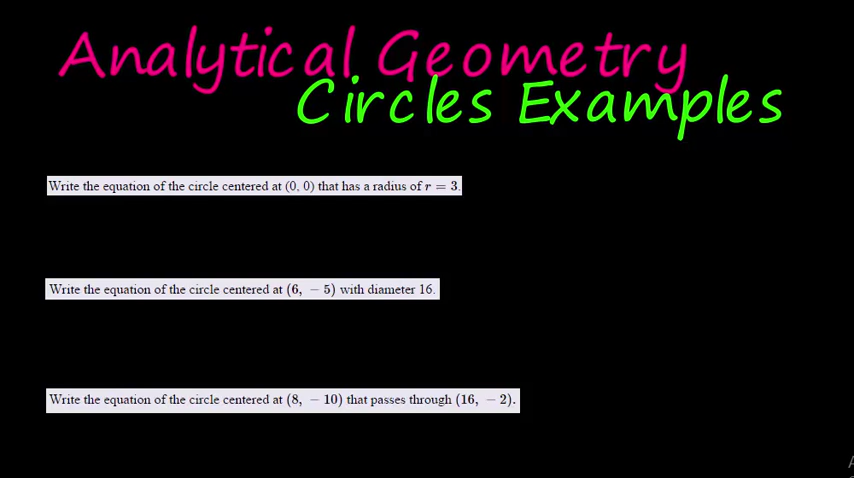 Analytical Geometry
Circles Examples
Write the equation of the circle centered at (0, 0) that has a radius of r = 3.
Write the equation of the circle centered at (6, − 5) with diameter 16.
Write the equation of the circle centered at (8, − 10) that passes through (16, − 2).